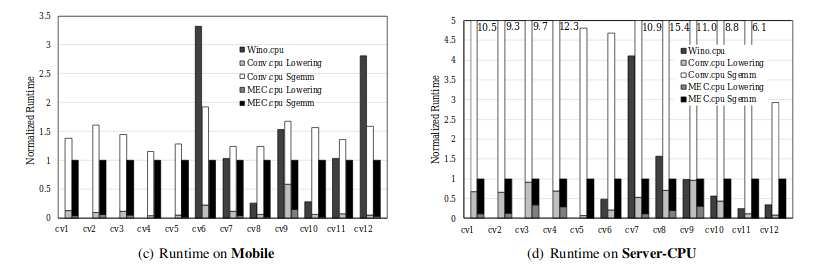 3.5
3
2.5
2
1.5
1
0.5
0
Normalized Runtime
Wino.cpu
Conv.cpu Lowering
Conv.cpu Sgemm
MEC.cpu Lowering
MEC.cpu Sgemm
cv1 cv2 cv3 cv4 cv5 cv6 cv7 cv8 cv9 cv10 cv11 cv12
(c) Runtime on Mobile
5
4.5
4
3.5
3
2.5
2
1.5
1
0.5
0
Normalized Runtime
10.5 9.3 9.7 12.3 10.9 15.4 11.0 8.8 6.1
Wino.cpu
Conv.cpu Lowering
Conv.cpu Sgemm
MEC.cpu Lowering
MEC.cpu Sgemm
cv1 cv2 cv3 cv4 cv5 cv6 cv7 cv8 cv9 cv10 cv11 cv12
(d) Runtime on Server-CPU